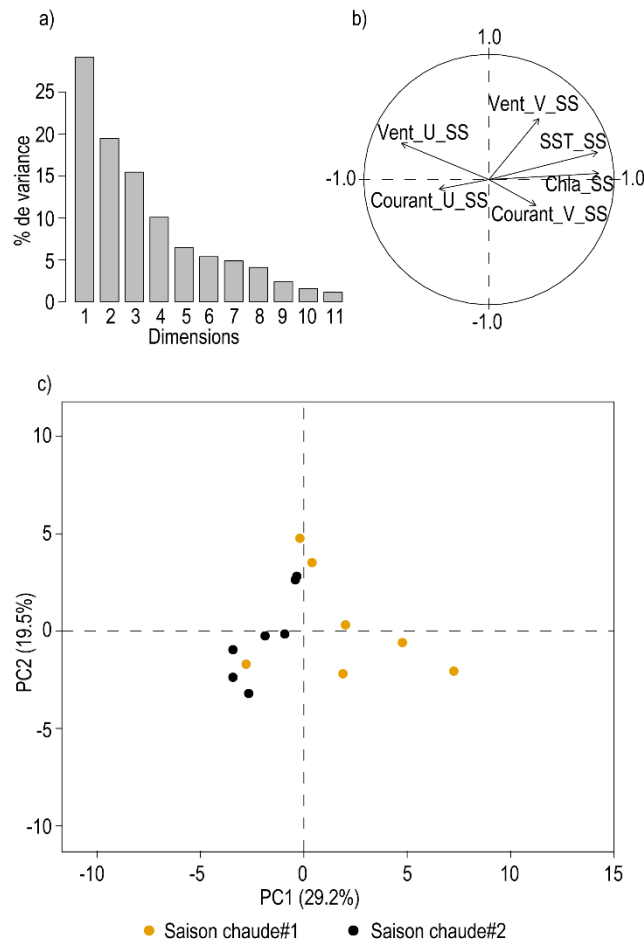 a)
% de variance
25
20
15
10
5
0
1 2 3 4 5 6 7 8 9 10 11
Dimensions
b)
1.0
Vent_V_SS
Vent_U_SS
SST_SS
-1.0
Chla_SS
1.0
Courant_U_SS
Courant_V_SS
-1.0
c)
PC2 (19.5%)
10
5
0
-5
-10
-10 -5 0 5 10 15
PC1 (29.2%)
Saison chaude#1 Saison chaude#2